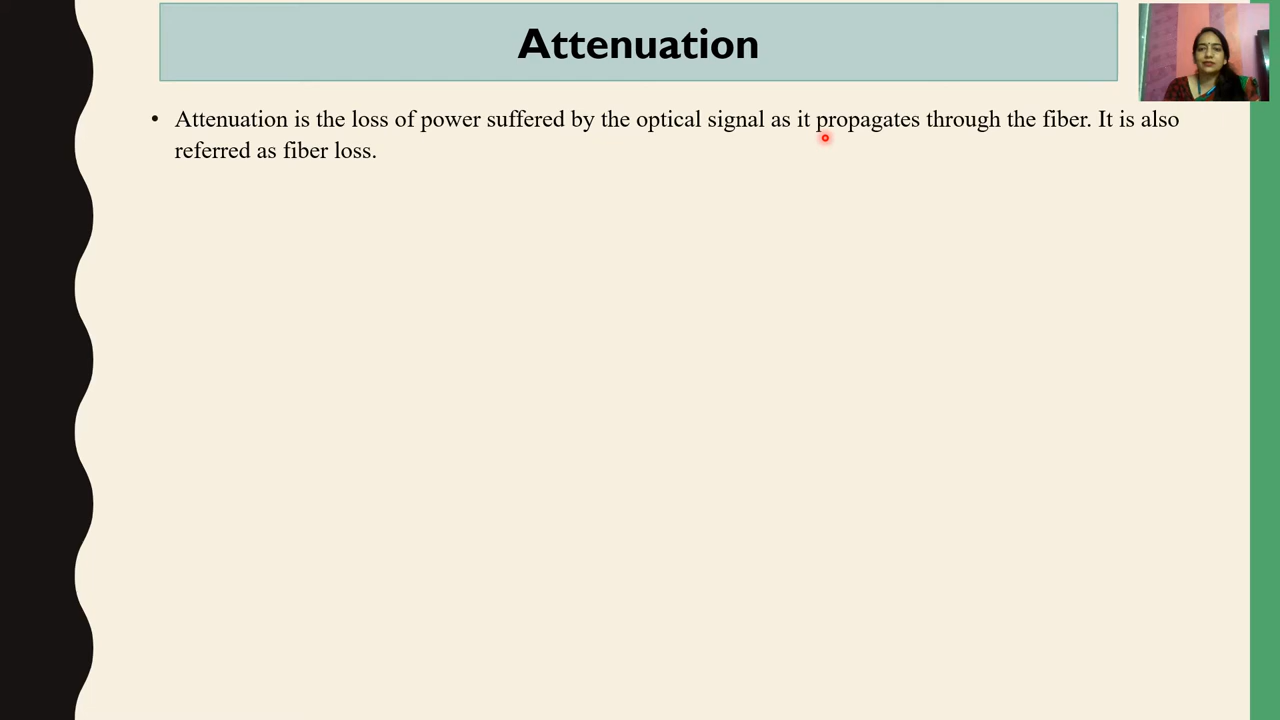 Attenuation
• Attenuation is the loss of power suffered by the optical signal as it propagates through the fiber. It is also
referred as fiber loss.